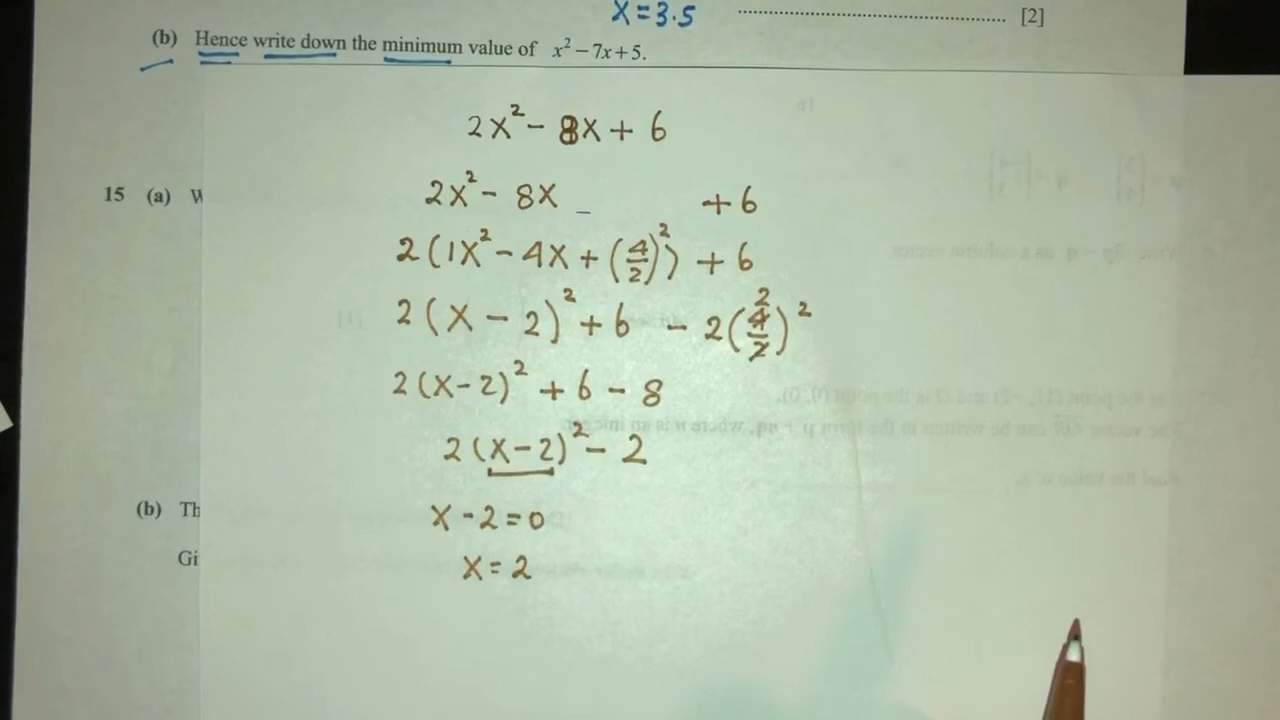 x = 3.5 ........................................ [2]
(b) Hence write down the minimum value of x² − 7x + 5.
2x² − 8x + 6
15 (a) W
2x² − 8x _ + 6
2(1x² − 4x + (4/2)²) + 6
2(x − 2)² + 6 − 2(4/2)² 2
2(x−2)² + 6 − 8
2(x−2)² − 2
(b) Th
x − 2 = 0
Gi
x = 2